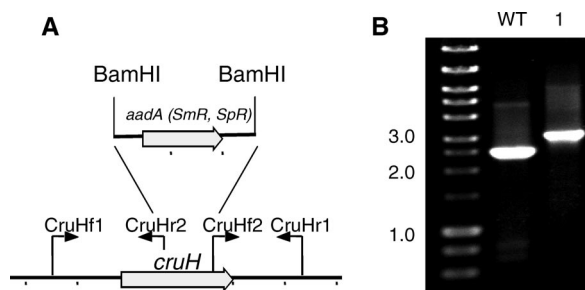 A
B
WT 1
BamHI BamHI
aadA (SmR, SpR)
3.0
2.0
1.0
CruHf1 CruHr2 CruHf2 CruHr1
cruH